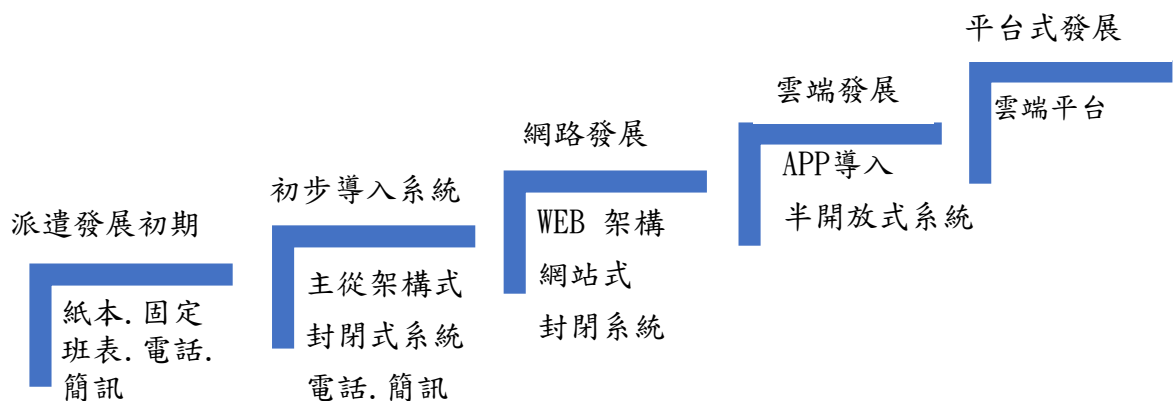 派遣發展初期
紙本.固定
班表.電話.
簡訊
初步導入系統
主從架構式
封閉式系統
電話.簡訊
網路發展
WEB 架構
網站式
封閉系統
雲端發展
APP導入
半開放式系統
平台式發展
雲端平台